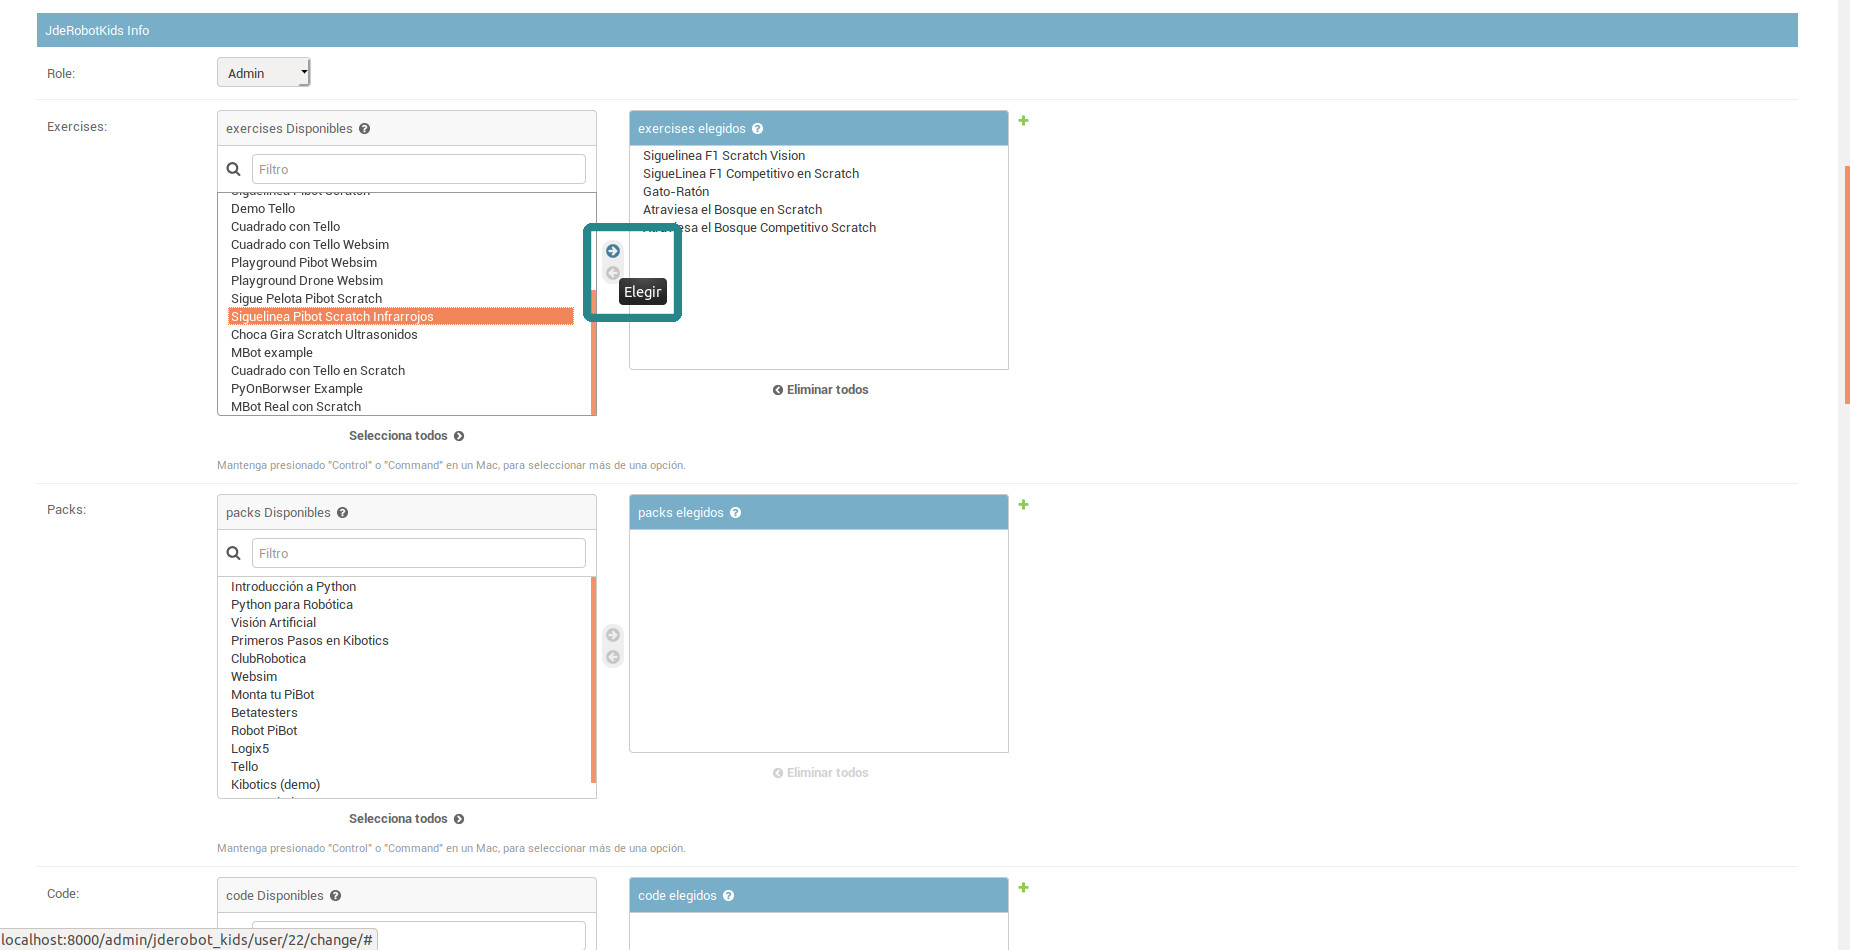 JdeRobotKids Info
Role:
Admin
Exercises:
exercises Disponibles
Filtro
Siguelinea Pibot Scratch
Demo Tello
Cuadrado con Tello
Cuadrado con Tello Websim
Playground Pibot Websim
Playground Drone Websim
Sigue Pelota Pibot Scratch
Siguelinea Pibot Scratch Infrarrojos
Choca Gira Scratch Ultrasonidos
MBot example
Cuadrado con Tello en Scratch
PyOnBorwser Example
MBot Real con Scratch
Selecciona todos
Mantenga presionado "Control" o "Command" en un Mac, para seleccionar más de una opción.
exercises elegidos
Siguelinea F1 Scratch Vision
SigueLinea F1 Competitivo en Scratch
Gato-Ratón
Atraviesa el Bosque en Scratch
Atraviesa el Bosque Competitivo Scratch
Elegir
Eliminar todos
Packs:
packs Disponibles
Filtro
Introducción a Python
Python para Robótica
Visión Artificial
Primeros Pasos en Kibotics
ClubRobotica
Websim
Monta tu PiBot
Betatesters
Robot PiBot
Logix5
Tello
Kibotics (demo)
Selecciona todos
Mantenga presionado "Control" o "Command" en un Mac, para seleccionar más de una opción.
packs elegidos
Eliminar todos
Code:
code Disponibles
code elegidos
localhost:8000/admin/jderobot_kids/user/22/change/#